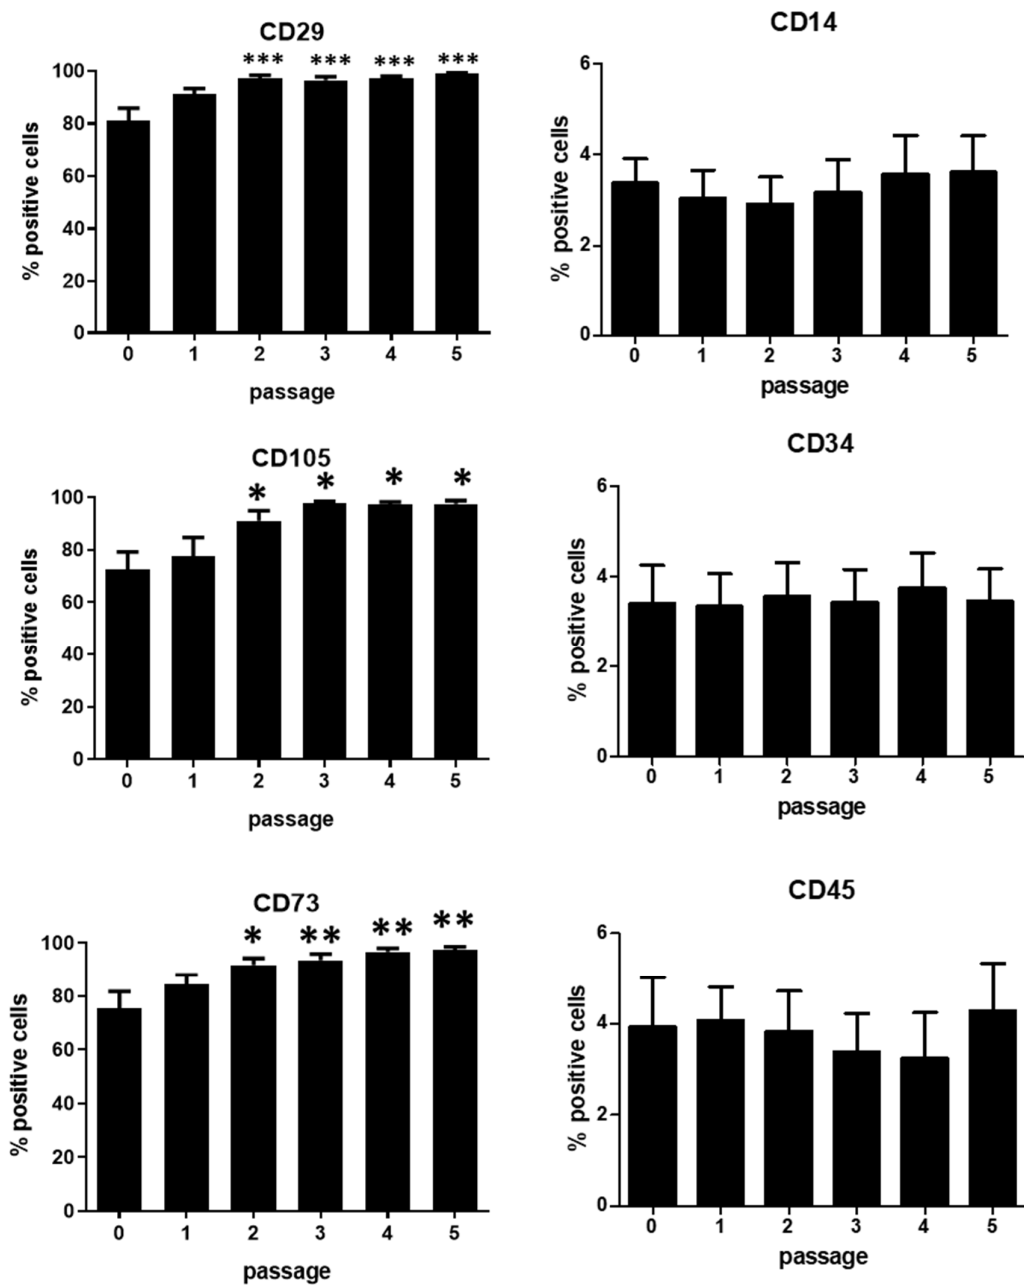 CD29
*** *** *** ***
100
80
60
40
20
0
% positive cells
0 1 2 3 4 5
passage
CD14
6
4
2
0
% positive cells
0 1 2 3 4 5
passage
CD105
* * * *
100
80
60
40
20
0
% positive cells
0 1 2 3 4 5
passage
CD34
6
4
2
0
% positive cells
0 1 2 3 4 5
passage
CD73
* ** ** **
100
80
60
40
20
0
% positive cells
0 1 2 3 4 5
passage
CD45
6
4
2
0
% positive cells
0 1 2 3 4 5
passage